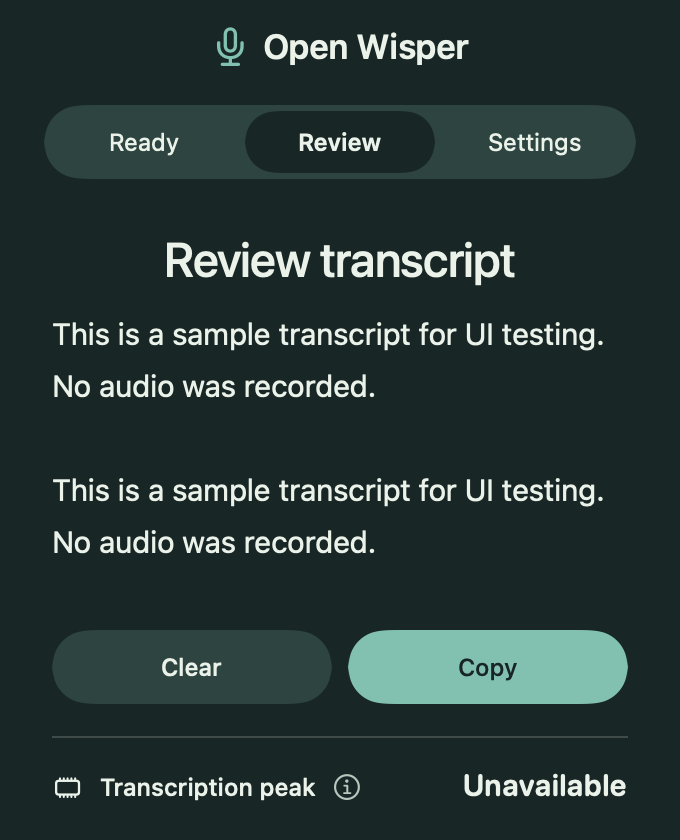 Open Wisper
Ready
Review
Settings
Review transcript
This is a sample transcript for UI testing.
No audio was recorded.
This is a sample transcript for UI testing.
No audio was recorded.
Clear
Copy
Transcription peak
Unavailable